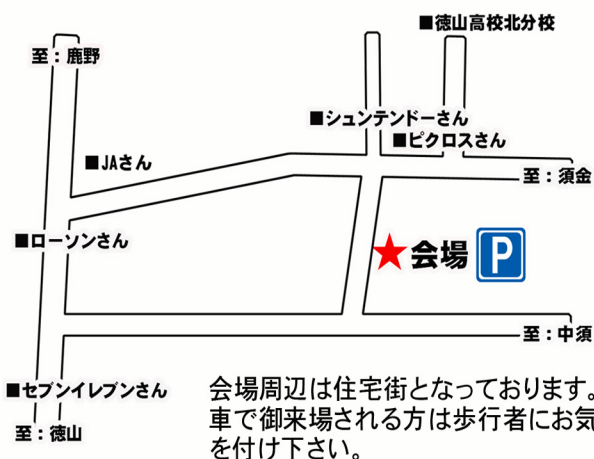 ■徳山高校北分校
至：鹿野
■シュンテンドーさん
■ピクロスさん
■JAさん
至：須金
■ローソンさん
★会場 P
至：中須
■セブンイレブンさん
至：徳山
会場周辺は住宅街となっております。
車で御来場される方は歩行者にお気
を付け下さい。